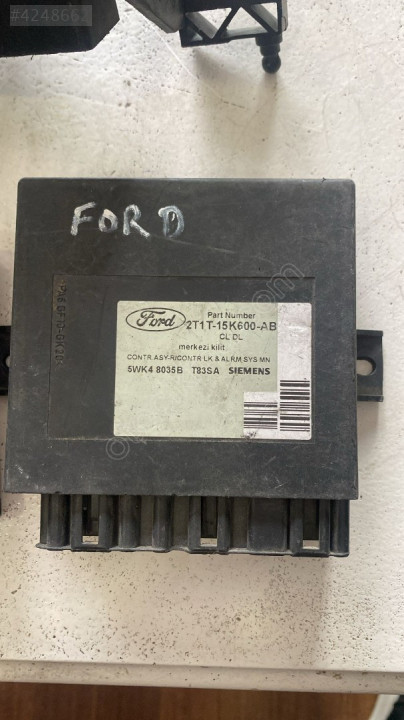 #424866
FORD
Ford
Part Number
2T1T-15K600-AB
CL DL
merkezi kilit
CONTR.ASY-R/CONTR LK & ALRM SYS MN
5WK4 8035B T83SA SIEMENS